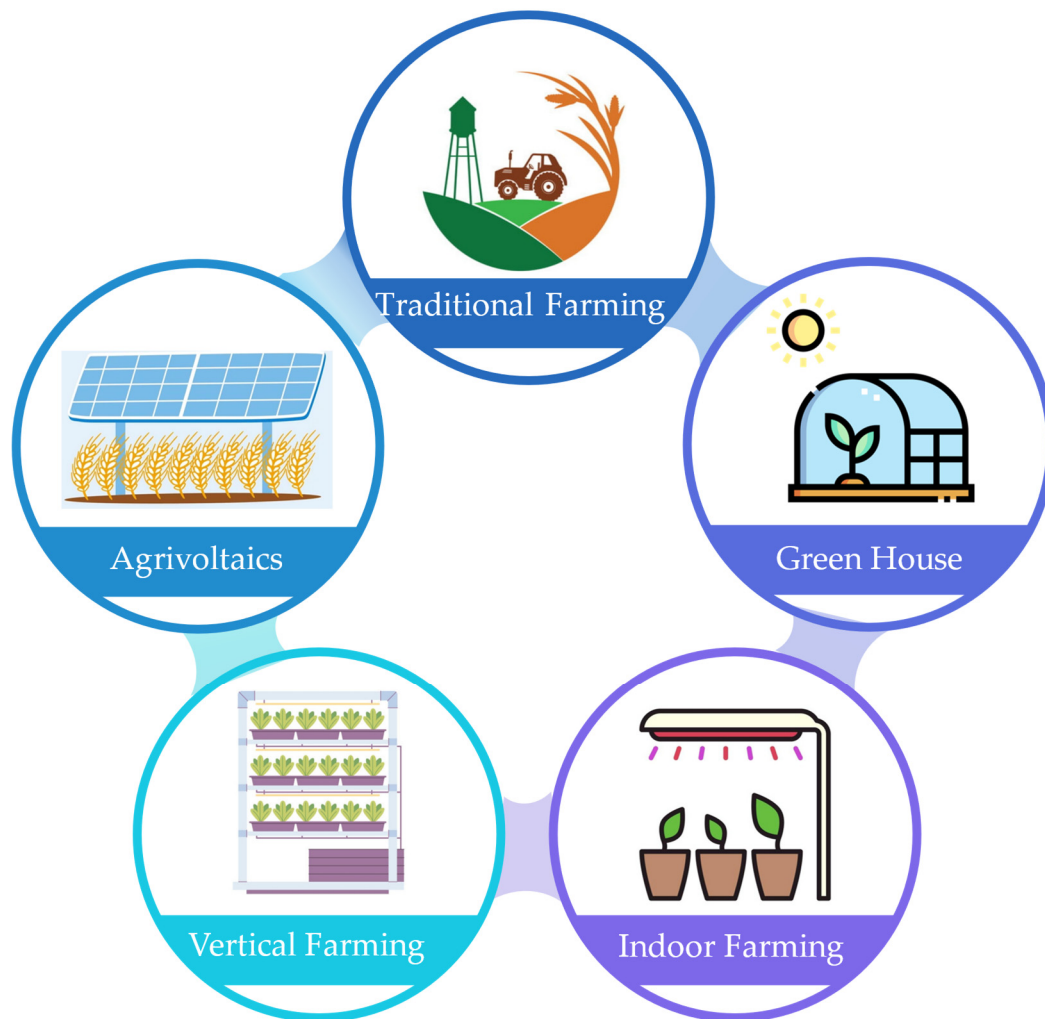 Traditional Farming
Green House
Agrivoltaics
Vertical Farming
Indoor Farming